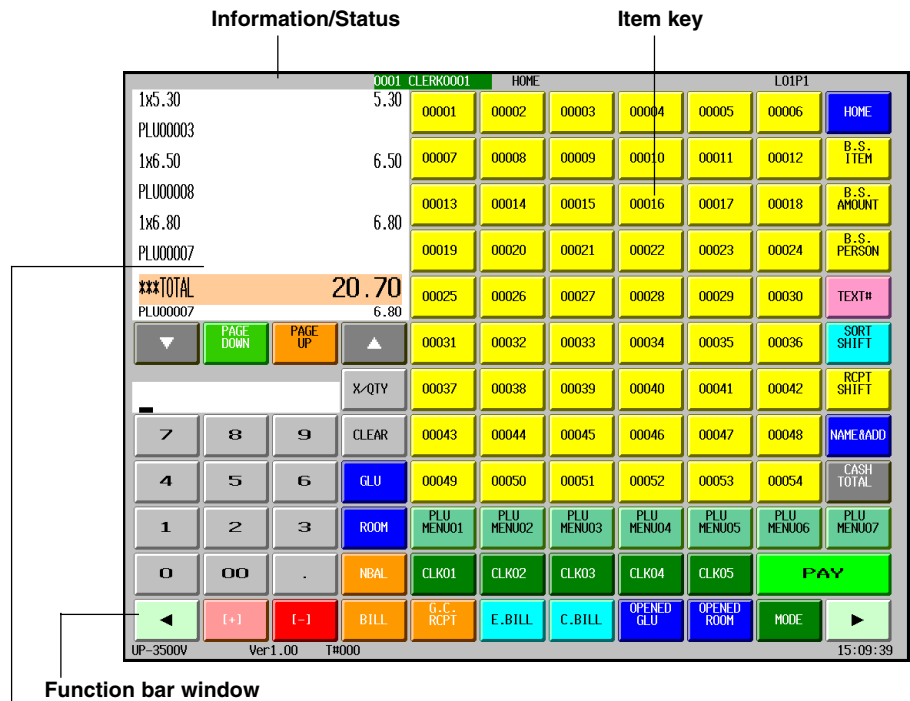 Information/Status Item key
0001 CLERK0001 HOME L01P1
1x5.30 5.30
PLU00003
1x6.50 6.50
PLU00008
1x6.80 6.80
PLU00007
***TOTAL 20.70
PLU00007 6.80
00001 00002 00003 00004 00005 00006 HOME
00007 00008 00009 00010 00011 00012 B.S. ITEM
00013 00014 00015 00016 00017 00018 B.S. AMOUNT
00019 00020 00021 00022 00023 00024 B.S. PERSON
00025 00026 00027 00028 00029 00030 TEXT#
PAGE DOWN PAGE UP 00031 00032 00033 00034 00035 00036 SORT SHIFT
X/QTY 00037 00038 00039 00040 00041 00042 RCPT SHIFT
7 8 9 CLEAR 00043 00044 00045 00046 00047 00048 NAME&ADD
4 5 6 GLU 00049 00050 00051 00052 00053 00054 CASH TOTAL
1 2 3 ROOM PLU MENU01 PLU MENU02 PLU MENU03 PLU MENU04 PLU MENU05 PLU MENU06 PLU MENU07
0 00 . NBAL CLK01 CLK02 CLK03 CLK04 CLK05 PAY
[+] [-] BILL G.C. RCPT E.BILL C.BILL OPENED GLU OPENED ROOM MODE
UP-3500V Ver1.00 T#000 15:09:39
Function bar window